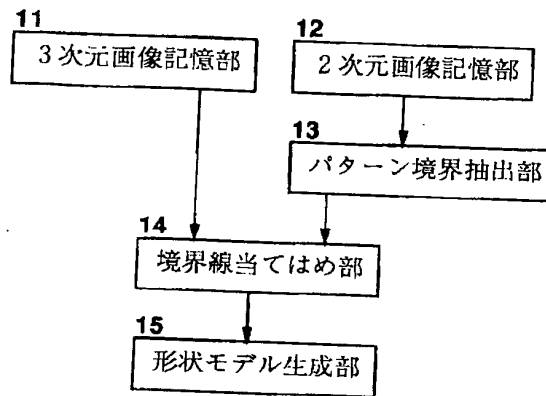 11
3次元画像記憶部
12
2次元画像記憶部
13
パターン境界抽出部
14
境界線当てはめ部
15
形状モデル生成部